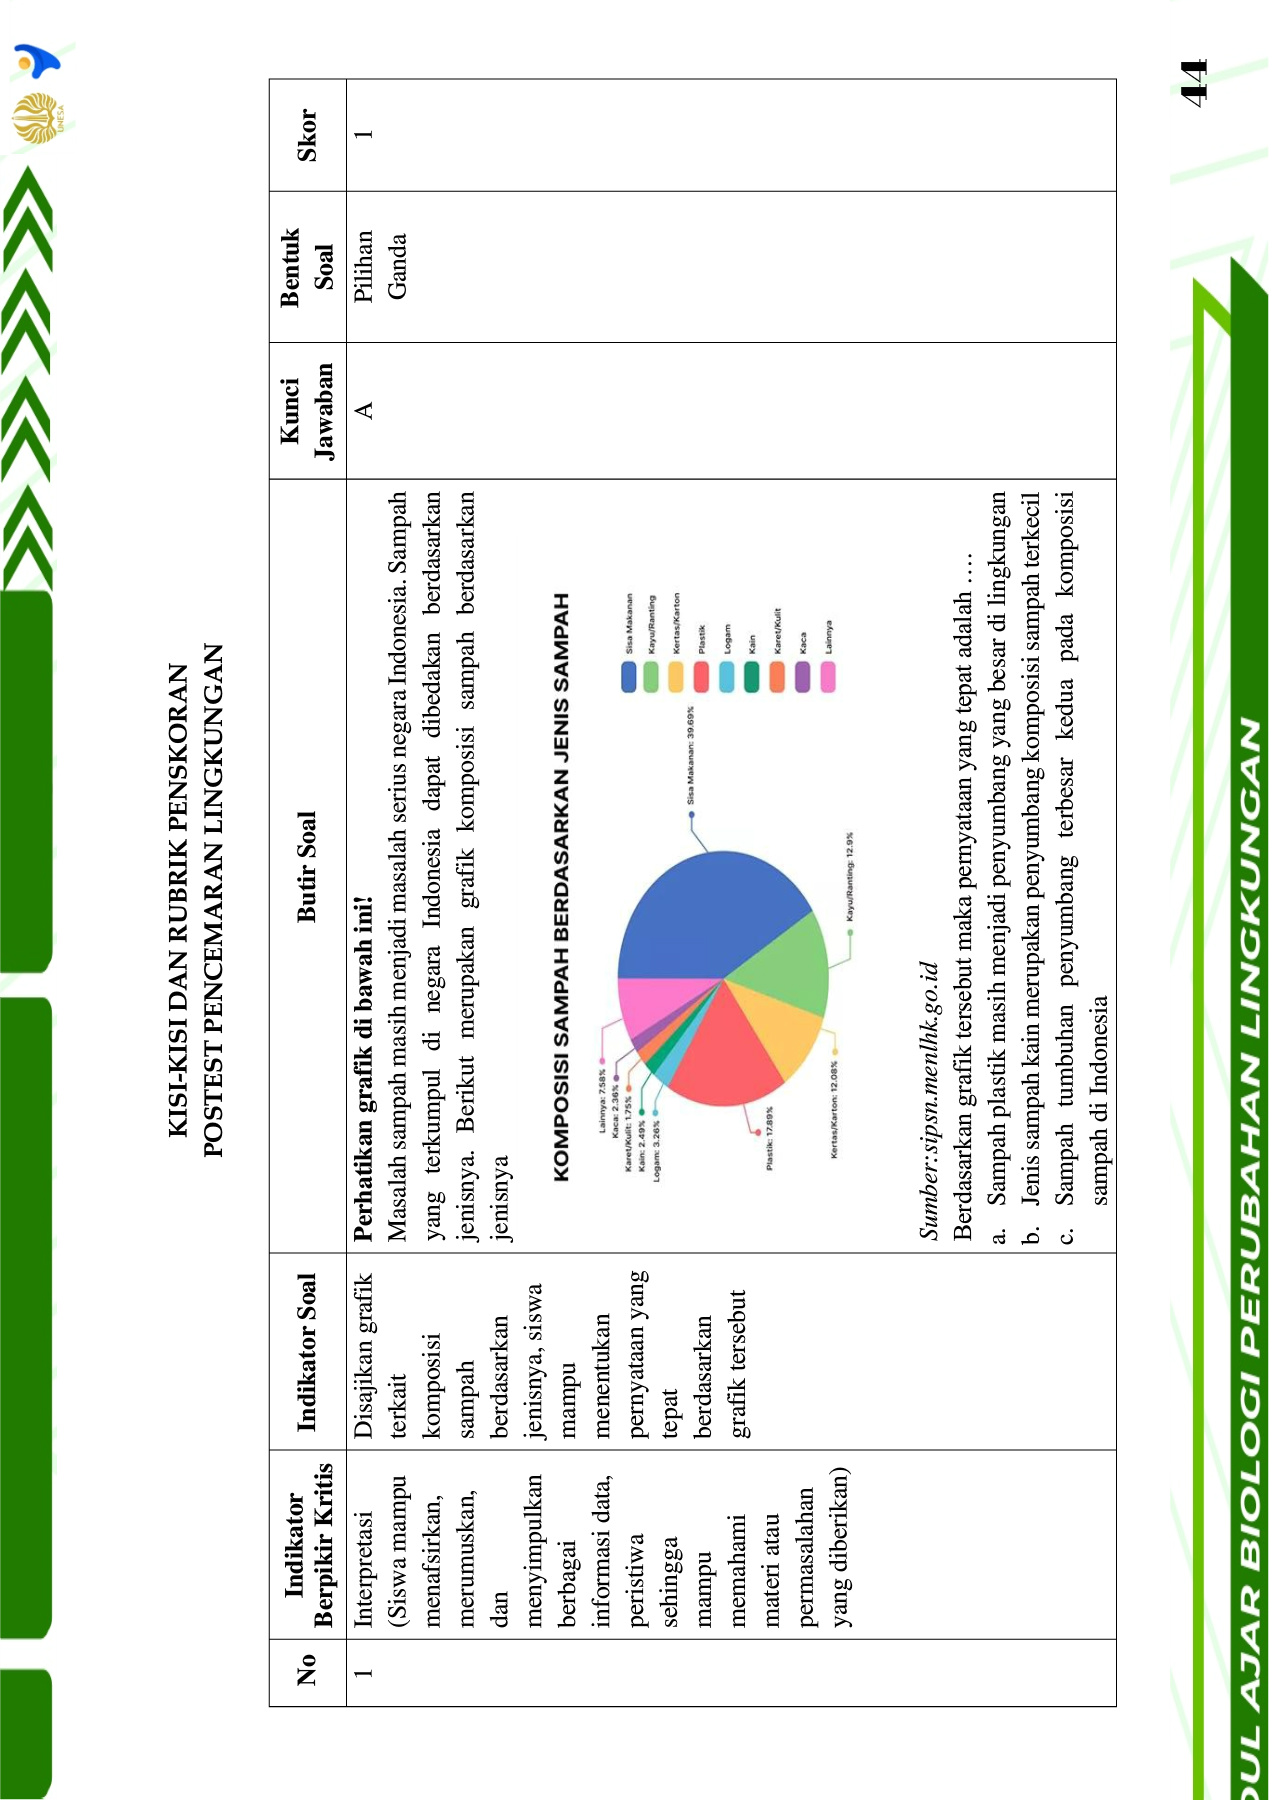 KISI-KISI DAN RUBRIK PENSKORAN
POSTEST PENCEMARAN LINGKUNGAN
No
Indikator
Berpikir Kritis
Indikator Soal
Butir Soal
Kunci
Jawaban
Bentuk
Soal
Skor
1
Interpretasi
(Siswa mampu
menafsirkan,
merumuskan,
dan
menyimpulkan
berbagai
informasi data,
peristiwa
sehingga
mampu
memahami
materi atau
permasalahan
yang diberikan)
Disajikan grafik
terkait
komposisi
sampah
berdasarkan
jenisnya, siswa
mampu
menentukan
pernyataan yang
tepat
berdasarkan
grafik tersebut
Perhatikan grafik di bawah ini!
Masalah sampah masih menjadi masalah serius negara Indonesia. Sampah
yang terkumpul di negara Indonesia dapat dibedakan berdasarkan
jenisnya. Berikut merupakan grafik komposisi sampah berdasarkan
jenisnya
KOMPOSISI SAMPAH BERDASARKAN JENIS SAMPAH
Lainnya: 7.58%
Kaca: 2.36%
Karet/Kulit: 1.75%
Kain: 2.49%
Logam: 3.26%
Plastik: 17.89%
Kertas/Karton: 12.08%
Kayu/Ranting: 12.9%
Sisa Makanan: 39.69%
Sisa Makanan
Kayu/Ranting
Kertas/Karton
Plastik
Logam
Kain
Karet/Kulit
Kaca
Lainnya
Sumber:sipsn.menlhk.go.id
Berdasarkan grafik tersebut maka pernyataan yang tepat adalah ….
a. Sampah plastik masih menjadi penyumbang yang besar di lingkungan
b. Jenis sampah kain merupakan penyumbang komposisi sampah terkecil
c. Sampah tumbuhan penyumbang terbesar kedua pada komposisi
sampah di Indonesia
A
Pilihan
Ganda
1
UNESA
44
DUL AJAR BIOLOGI PERUBAHAN LINGKUNGAN